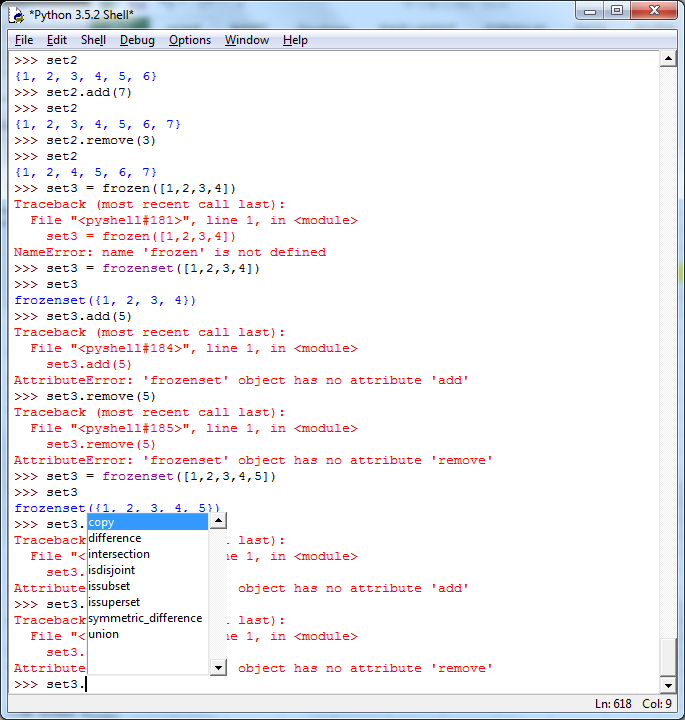 *Python 3.5.2 Shell*
File Edit Shell Debug Options Window Help
>>> set2
{1, 2, 3, 4, 5, 6}
>>> set2.add(7)
>>> set2
{1, 2, 3, 4, 5, 6, 7}
>>> set2.remove(3)
>>> set2
{1, 2, 4, 5, 6, 7}
>>> set3 = frozen([1,2,3,4])
Traceback (most recent call last):
  File "<pyshell#181>", line 1, in <module>
    set3 = frozen([1,2,3,4])
NameError: name 'frozen' is not defined
>>> set3 = frozenset([1,2,3,4])
>>> set3
frozenset({1, 2, 3, 4})
>>> set3.add(5)
Traceback (most recent call last):
  File "<pyshell#184>", line 1, in <module>
    set3.add(5)
AttributeError: 'frozenset' object has no attribute 'add'
>>> set3.remove(5)
Traceback (most recent call last):
  File "<pyshell#185>", line 1, in <module>
    set3.remove(5)
AttributeError: 'frozenset' object has no attribute 'remove'
>>> set3 = frozenset([1,2,3,4,5])
>>> set3
frozenset({1, 2, 3, 4, 5})
>>> set3. copy
Traceback difference last):
  File "< intersection ne 1, in <module>
    set3. isdisjoint
Attribute issubset object has no attribute 'add'
>>> set3. issuperset
Traceback symmetric_difference last):
  File "< union ne 1, in <module>
    set3.
Attribute object has no attribute 'remove'
>>> set3.
Ln: 618 Col: 9